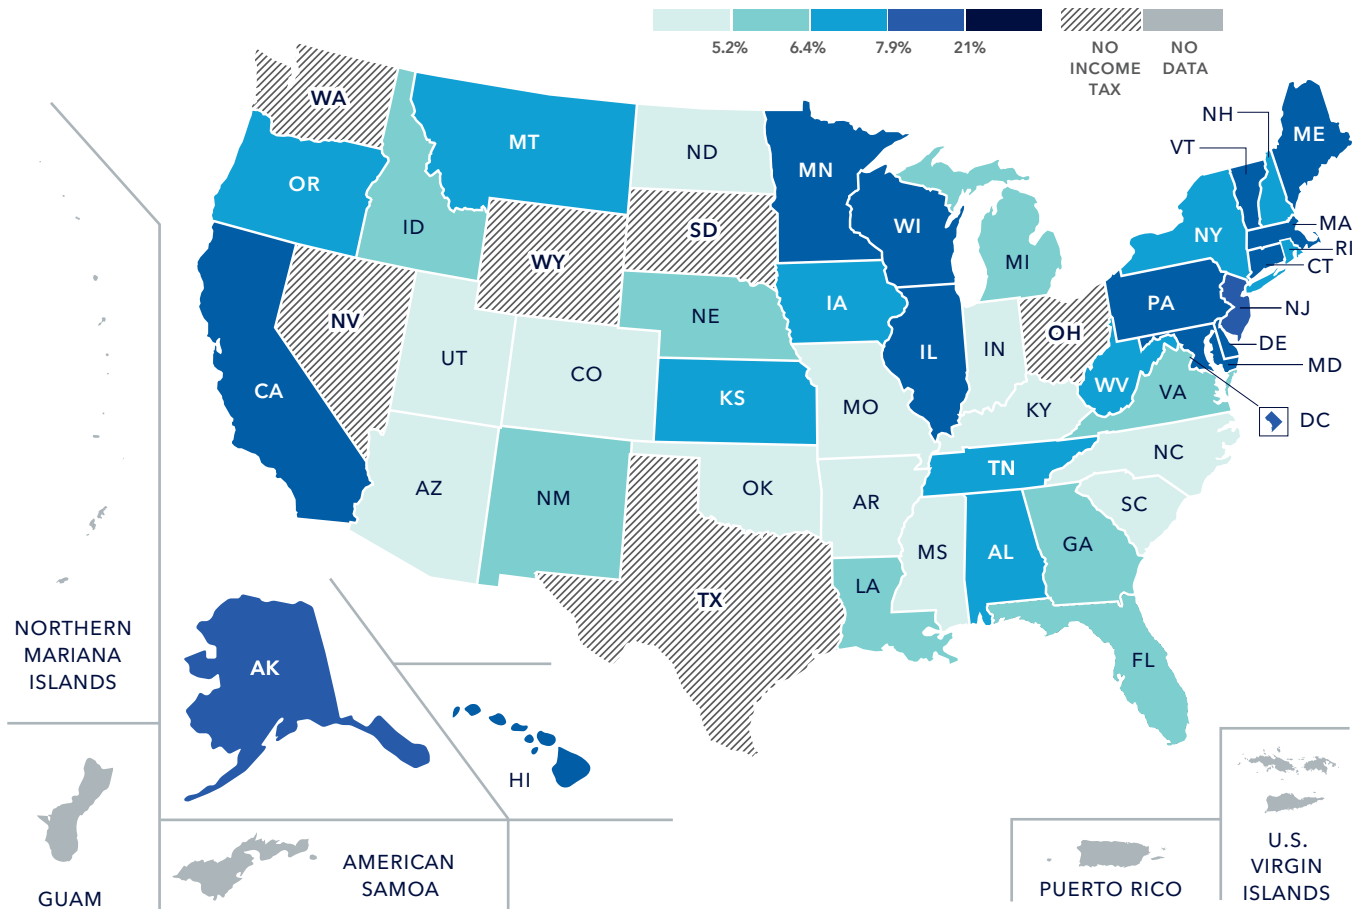 5.2%
6.4%
7.9%
21%
NO
INCOME
TAX
NO
DATA
WA
MT
ND
MN
NH
VT
ME
OR
ID
SD
WI
MI
NY
MA
RI
CT
WY
NV
NE
IA
PA
NJ
UT
CO
IL
IN
OH
DE
MD
CA
KS
MO
KY
WV
VA
DC
AZ
NM
OK
AR
TN
NC
SC
MS
AL
GA
LA
TX
FL
NORTHERN
MARIANA
ISLANDS
AK
HI
GUAM
AMERICAN
SAMOA
PUERTO RICO
U.S.
VIRGIN
ISLANDS